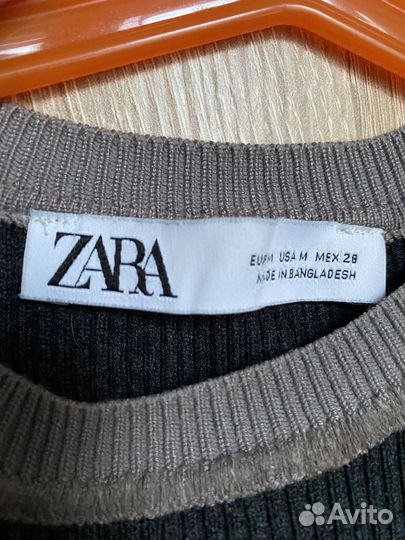 ZARA
EUR M USA M MEX 28
MADE IN BANGLADESH
Avito